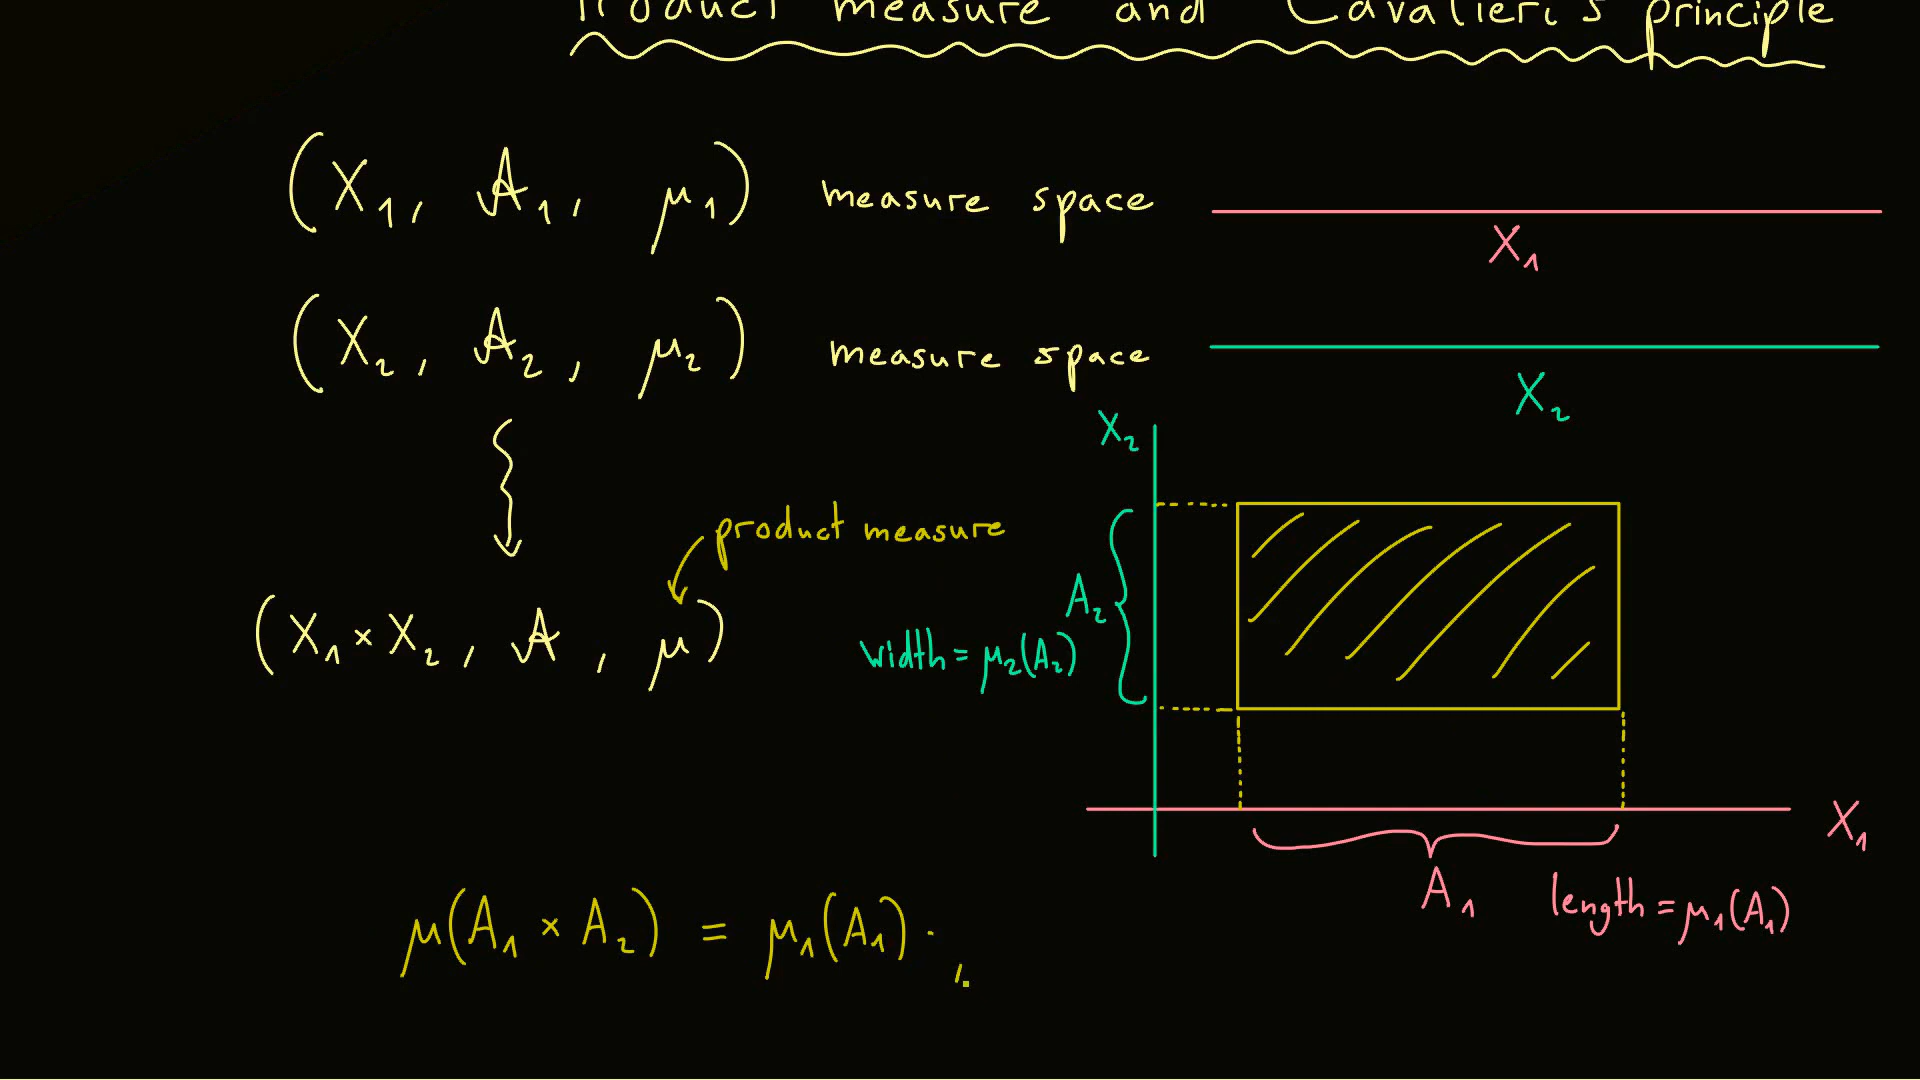 Product measure and Cavalieri's principle
(X₁, 𝒜₁, μ₁) measure space
X₁
(X₂, 𝒜₂, μ₂) measure space
X₂
X₂
product measure
A₂
(X₁ × X₂, 𝒜, μ)
width = μ₂(A₂)
X₁
A₁
length = μ₁(A₁)
μ(A₁ × A₂) = μ₁(A₁) ·